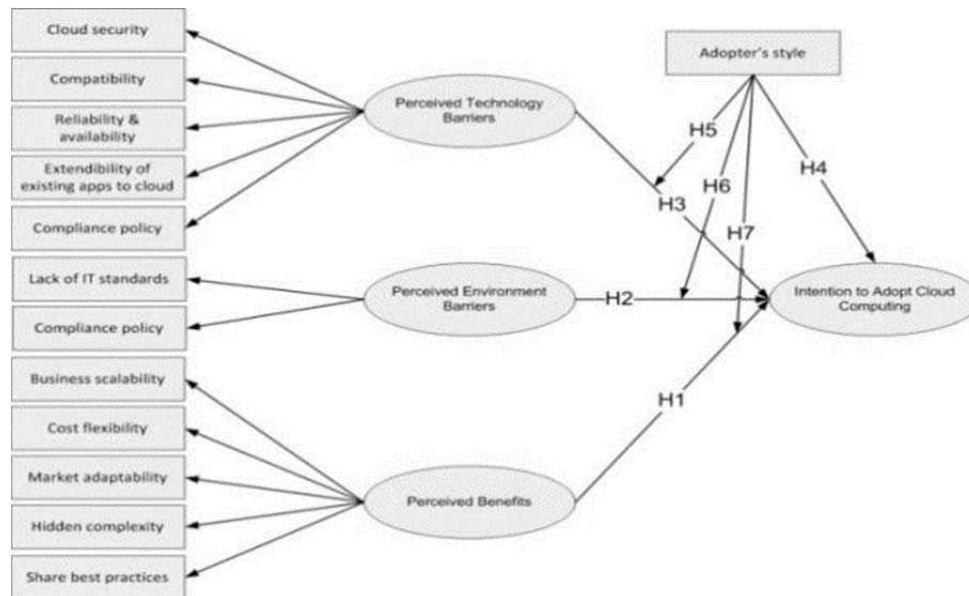 Cloud security
Compatibility
Reliability &
availability
Extendibility of
existing apps to cloud
Compliance policy
Lack of IT standards
Compliance policy
Business scalability
Cost flexibility
Market adaptability
Hidden complexity
Share best practices
Perceived Technology
Barriers
Perceived Environment
Barriers
Perceived Benefits
Adopter's style
H5
H6
H3
H7
H4
H2
H1
Intention to Adopt Cloud
Computing